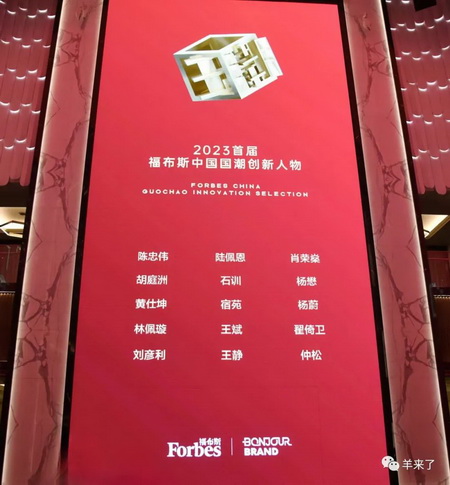 2023首届
福布斯中国国潮创新人物
FORBES CHINA
GUOCHAO INNOVATION SELECTION
陈忠伟 陆佩恩 肖荣燊
胡庭洲 石训 杨懋
黄仕坤 宿苑 杨蔚
林佩璇 王斌 翟倚卫
刘彦利 王静 仲松
福布斯
Forbes
BONJOUR
BRAND
羊来了